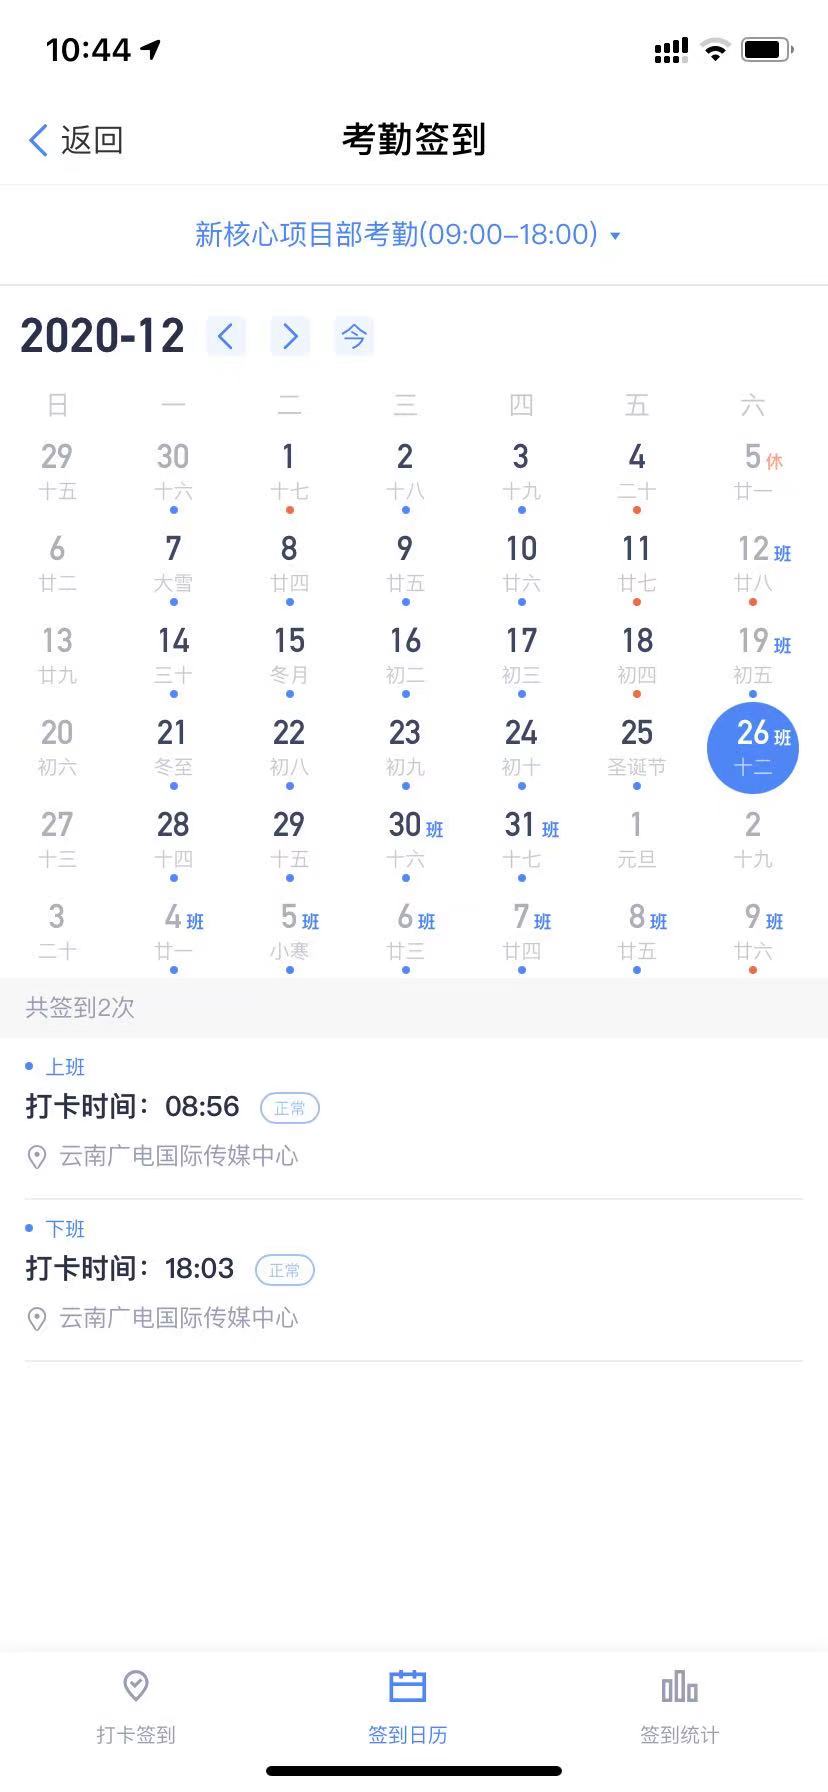 10:44
返回
考勤签到
新核心项目部考勤(09:00-18:00)
2020-12 今
日 一 二 三 四 五 六
29 30 1 2 3 4 5休
十五 十六 十七 十八 十九 二十 廿一
6 7 8 9 10 11 12班
廿二 大雪 廿四 廿五 廿六 廿七 廿八
13 14 15 16 17 18 19班
廿九 三十 冬月 初二 初三 初四 初五
20 21 22 23 24 25 26班
初六 冬至 初八 初九 初十 圣诞节 十二
27 28 29 30班 31班 1 2
十三 十四 十五 十六 十七 元旦 十九
3 4班 5班 6班 7班 8班 9班
二十 廿一 小寒 廿三 廿四 廿五 廿六
共签到2次
上班
打卡时间：08:56 正常
云南广电国际传媒中心
下班
打卡时间：18:03 正常
云南广电国际传媒中心
打卡签到 签到日历 签到统计